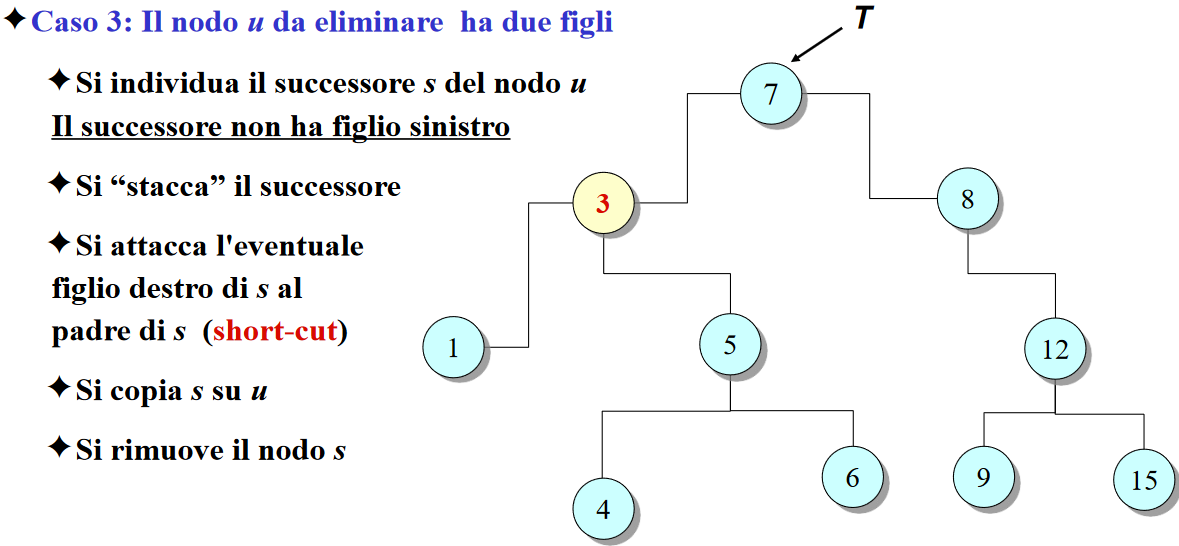 ✦Caso 3: Il nodo u da eliminare ha due figli
✦Si individua il successore s del nodo u
Il successore non ha figlio sinistro
✦Si “stacca” il successore
✦Si attacca l'eventuale
figlio destro di s al
padre di s (short-cut)
✦Si copia s su u
✦Si rimuove il nodo s
T
7
3
8
1
5
12
4
6
9
15